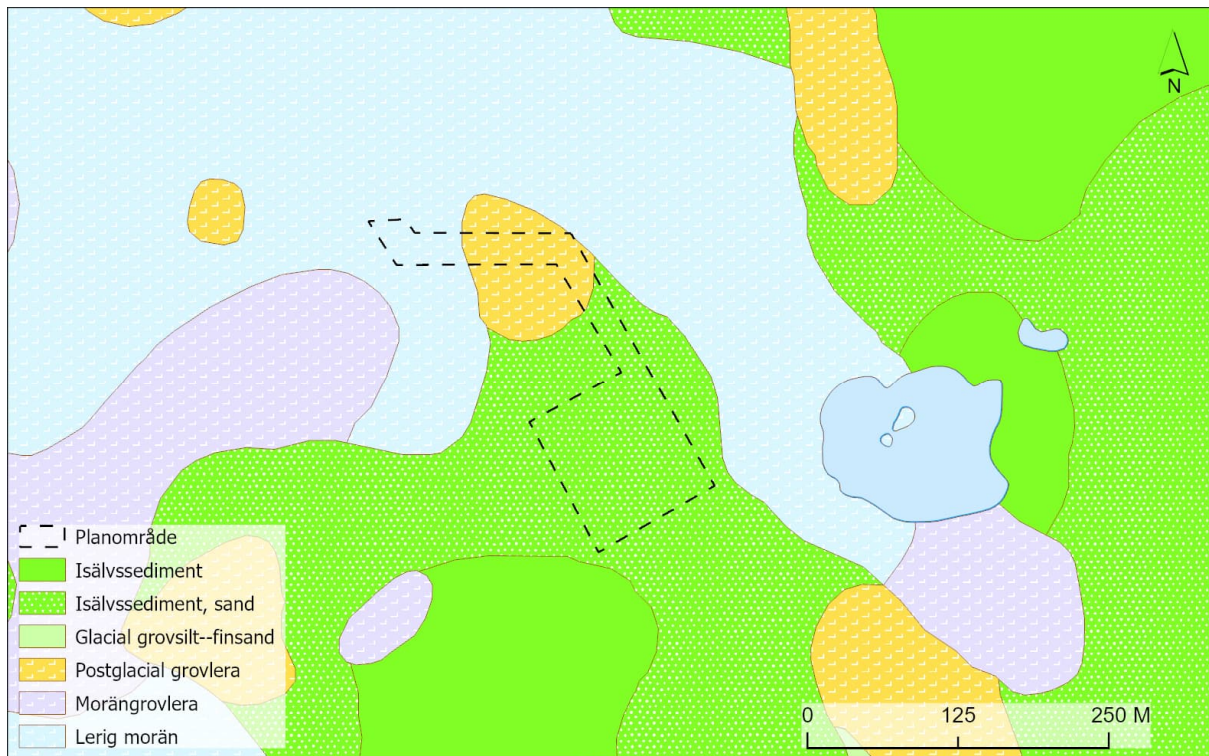 N
Planområde
Isälvssediment
Isälvssediment, sand
Glacial grovsilt--finsand
Postglacial grovlera
Morängrovlera
Lerig morän
0 125 250 M